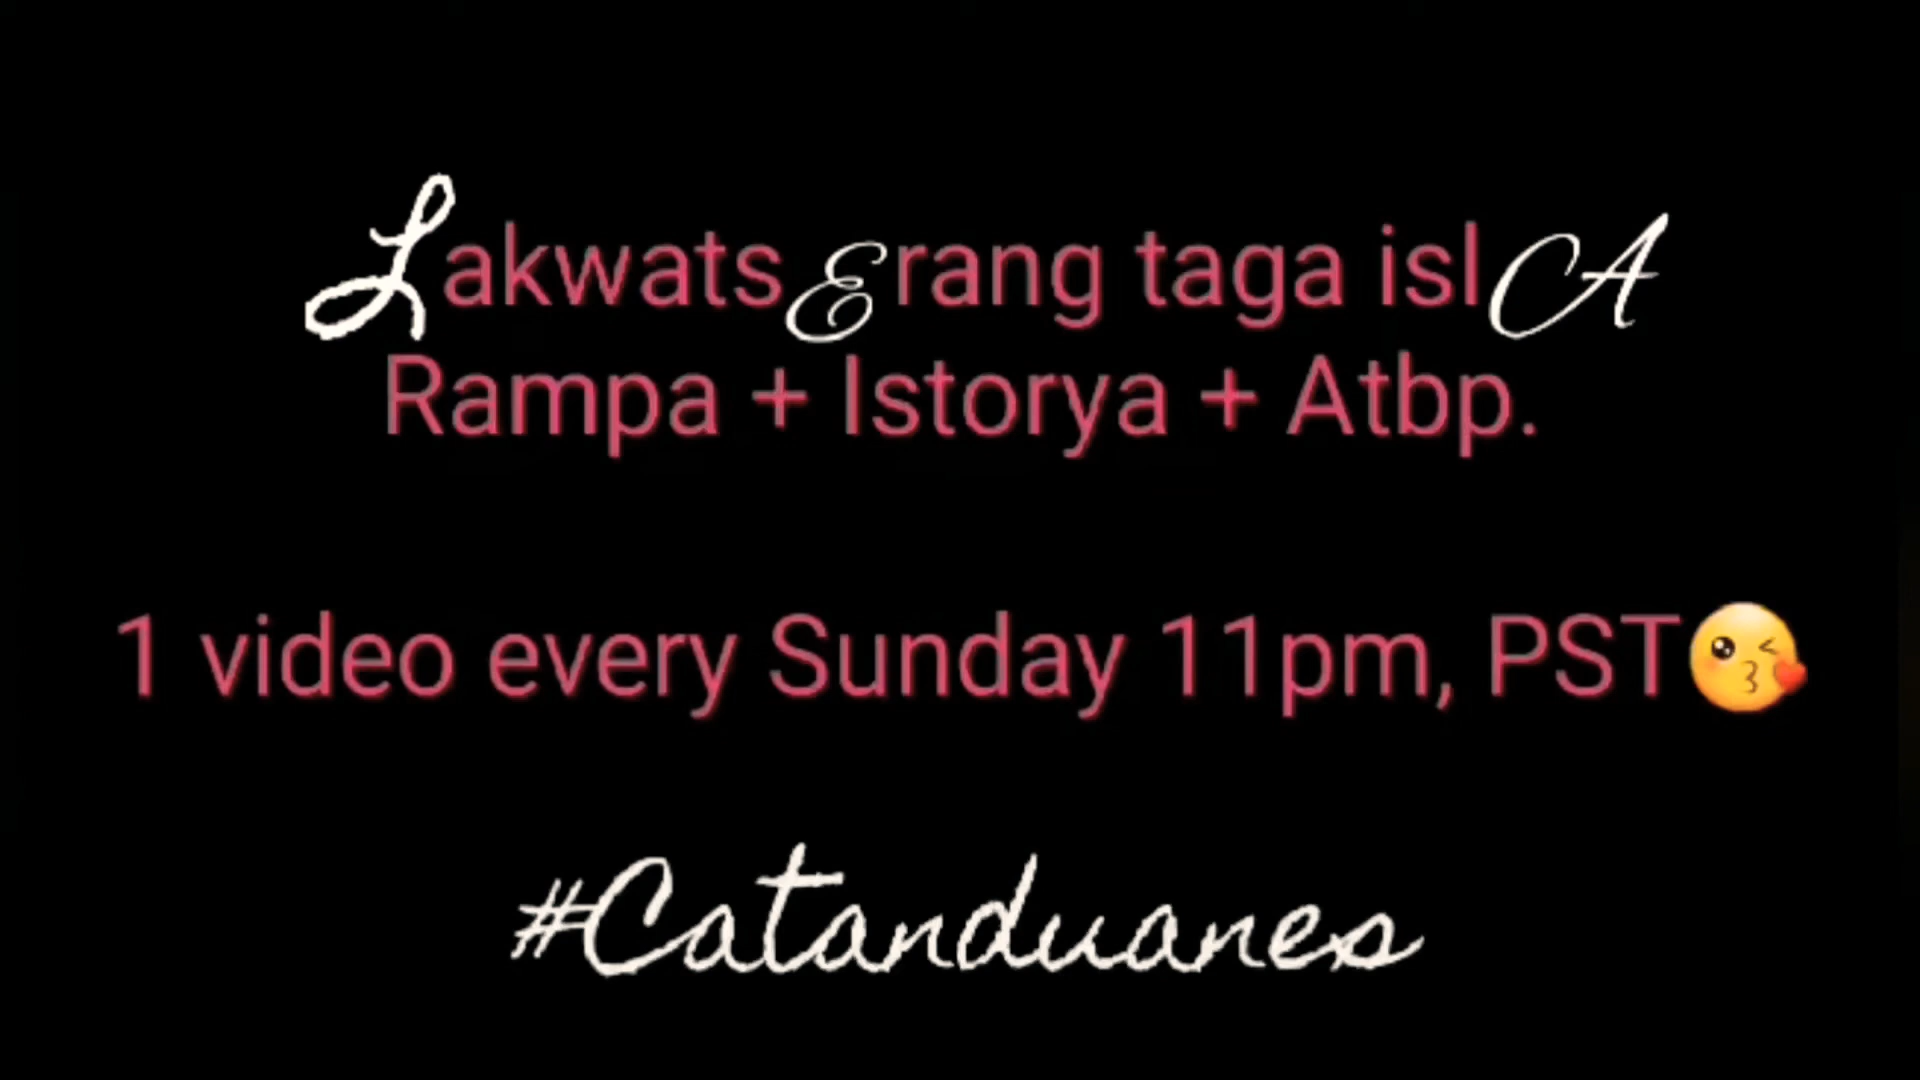 LakwatsErang taga islA
Rampa + Istorya + Atbp.
1 video every Sunday 11pm, PST😘
#Catanduanes